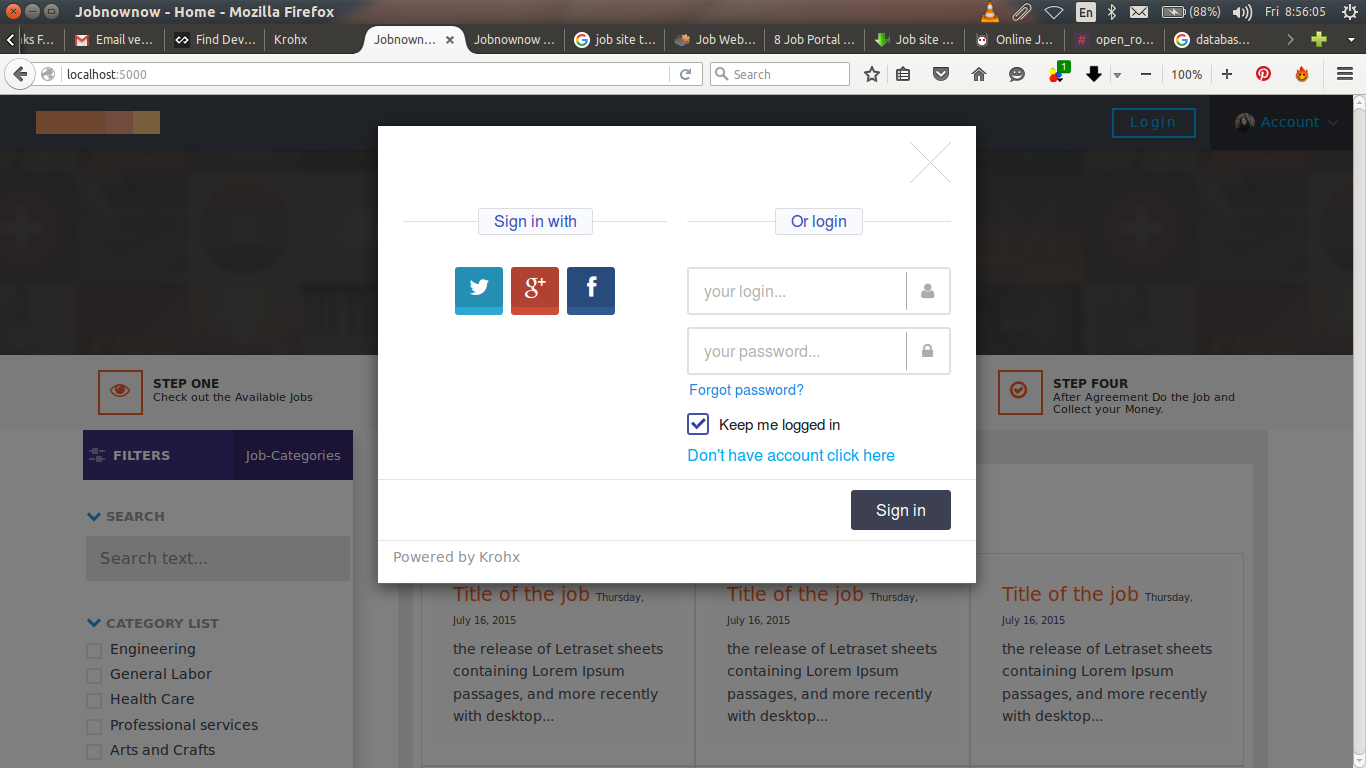 Jobnownow - Home - Mozilla Firefox
En
(88%)
Fri 8:56:05
ks F...
Email ve...
Find Dev...
Krohx
Jobnown...
Jobnownow ...
job site t...
Job Web...
8 Job Portal ...
Job site ...
Online J...
open_ro...
databas...
localhost:5000
Search
1
100%
Login
Account
Sign in with
Or login
g+
f
your login...
your password...
Forgot password?
Keep me logged in
Don't have account click here
Sign in
Powered by Krohx
STEP ONE
Check out the Available Jobs
STEP FOUR
After Agreement Do the Job and
Collect your Money.
FILTERS
Job-Categories
SEARCH
Search text...
CATEGORY LIST
Engineering
General Labor
Health Care
Professional services
Arts and Crafts
Title of the job Thursday,
July 16, 2015
the release of Letraset sheets
containing Lorem Ipsum
passages, and more recently
with desktop...
Title of the job Thursday,
July 16, 2015
the release of Letraset sheets
containing Lorem Ipsum
passages, and more recently
with desktop...
Title of the job Thursday,
July 16, 2015
the release of Letraset sheets
containing Lorem Ipsum
passages, and more recently
with desktop...